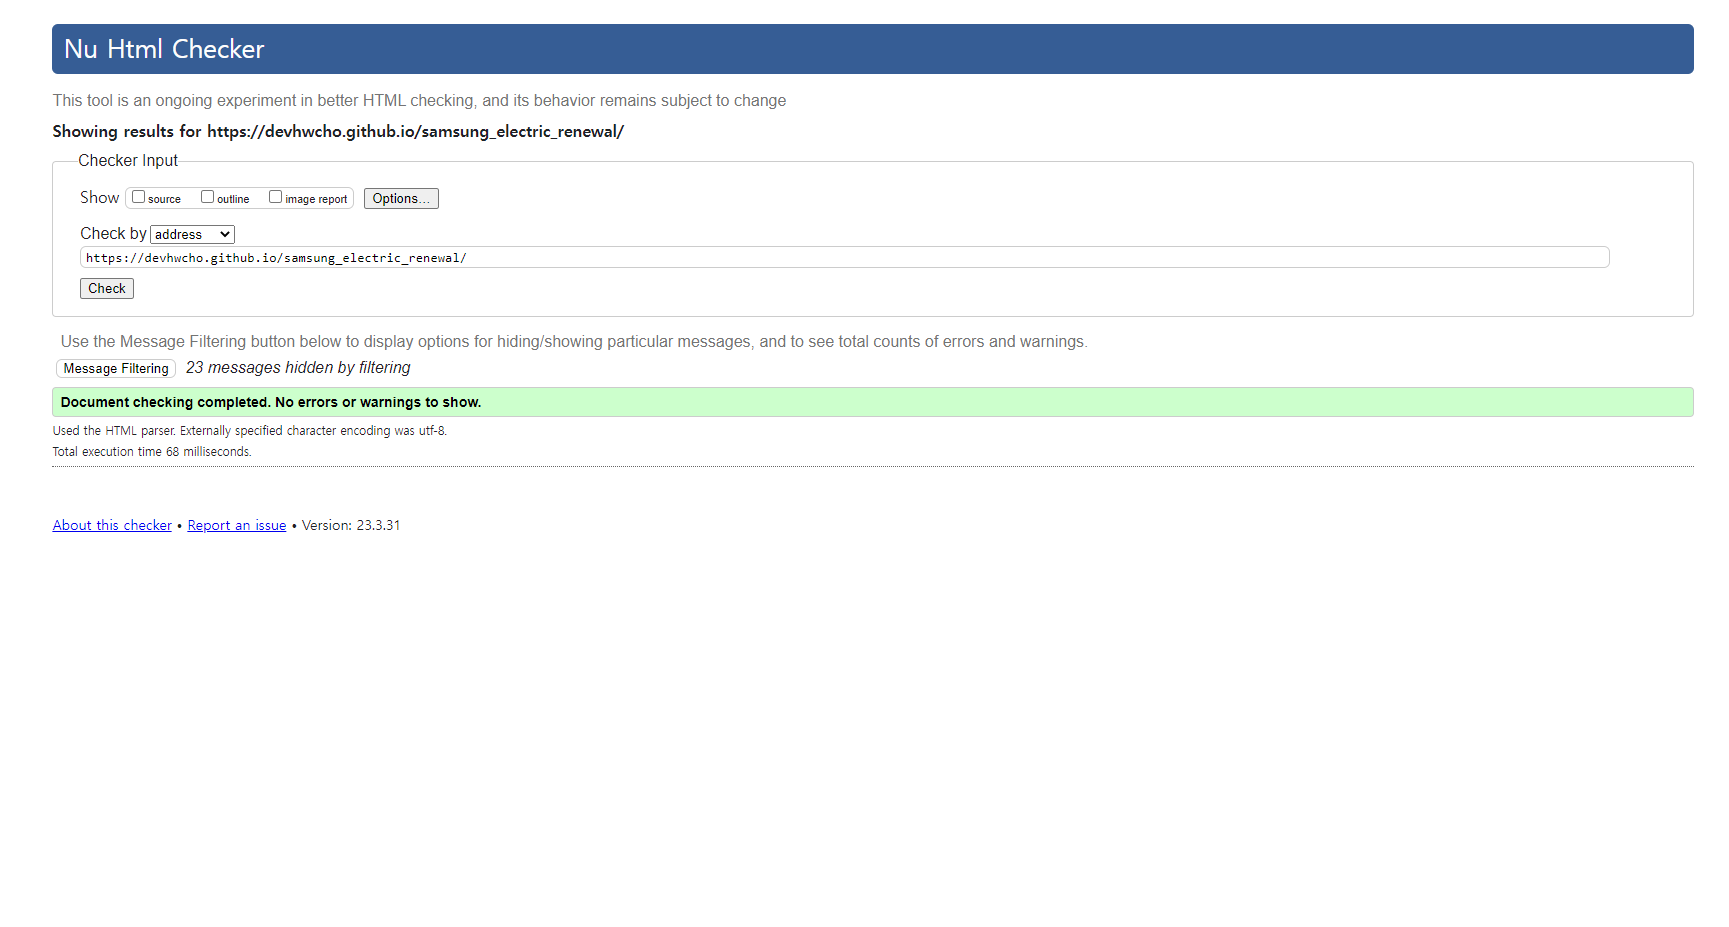 Nu Html Checker
This tool is an ongoing experiment in better HTML checking, and its behavior remains subject to change
Showing results for https://devhwcho.github.io/samsung_electric_renewal/
Checker Input
Show source outline image report Options...
Check by address
https://devhwcho.github.io/samsung_electric_renewal/
Check
Use the Message Filtering button below to display options for hiding/showing particular messages, and to see total counts of errors and warnings.
Message Filtering 23 messages hidden by filtering
Document checking completed. No errors or warnings to show.
Used the HTML parser. Externally specified character encoding was utf-8.
Total execution time 68 milliseconds.
About this checker • Report an issue • Version: 23.3.31